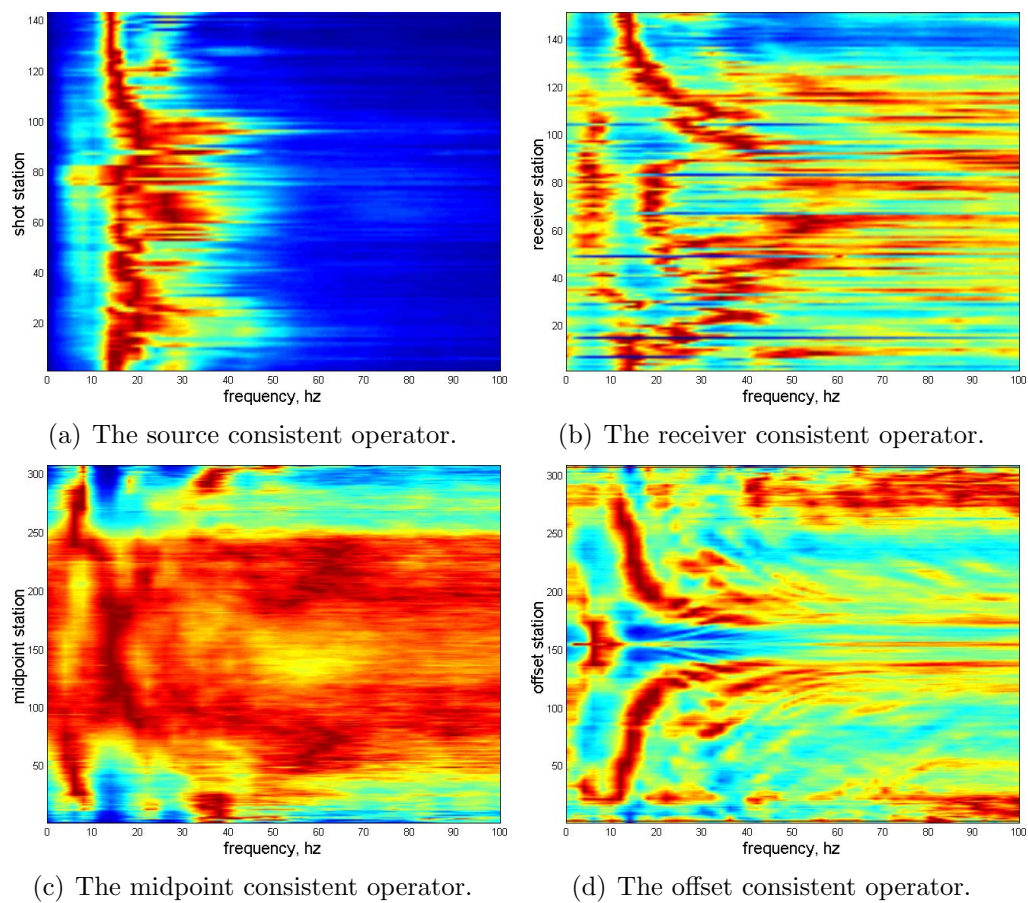 140
120
100
80
60
40
20
shot station
0 10 20 30 40 50 60 70 80 90 100
frequency, hz
(a) The source consistent operator.
140
120
100
80
60
40
20
receiver station
0 10 20 30 40 50 60 70 80 90 100
frequency, hz
(b) The receiver consistent operator.
300
250
200
150
100
50
midpoint station
0 10 20 30 40 50 60 70 80 90 100
frequency, hz
(c) The midpoint consistent operator.
300
250
200
150
100
50
offset station
0 10 20 30 40 50 60 70 80 90 100
frequency, hz
(d) The offset consistent operator.